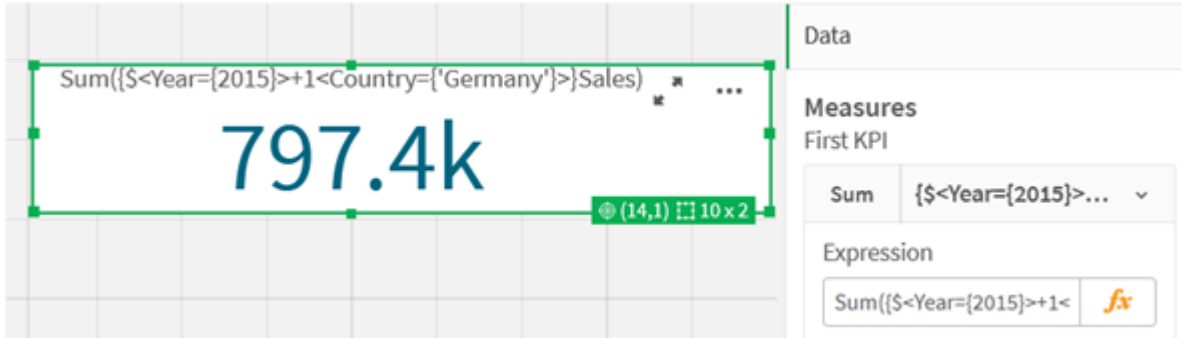 Sum({$<Year={2015}>+1<Country={'Germany'}>}Sales)
797.4k
(14,1) 10 x 2
Data
Measures
First KPI
Sum {$<Year={2015}>...
Expression
Sum({$<Year={2015}>+1< fx